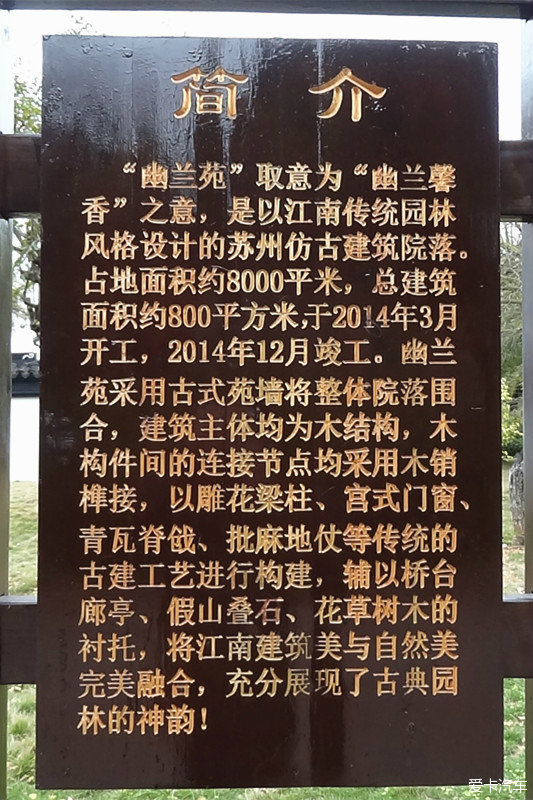 简介
“幽兰苑”取意为“幽兰馨
香”之意，是以江南传统园林
风格设计的苏州仿古建筑院落。
占地面积约8000平米，总建筑
面积约800平方米,于2014年3月
开工，2014年12月竣工。幽兰
苑采用古式苑墙将整体院落围
合，建筑主体均为木结构，木
构件间的连接节点均采用木销
榫接，以雕花梁柱、宫式门窗、
青瓦脊戗、批麻地仗等传统的
古建工艺进行构建，辅以桥台
廊亭、假山叠石、花草树木的
衬托，将江南建筑美与自然美
完美融合，充分展现了古典园
林的神韵！
爱卡汽车